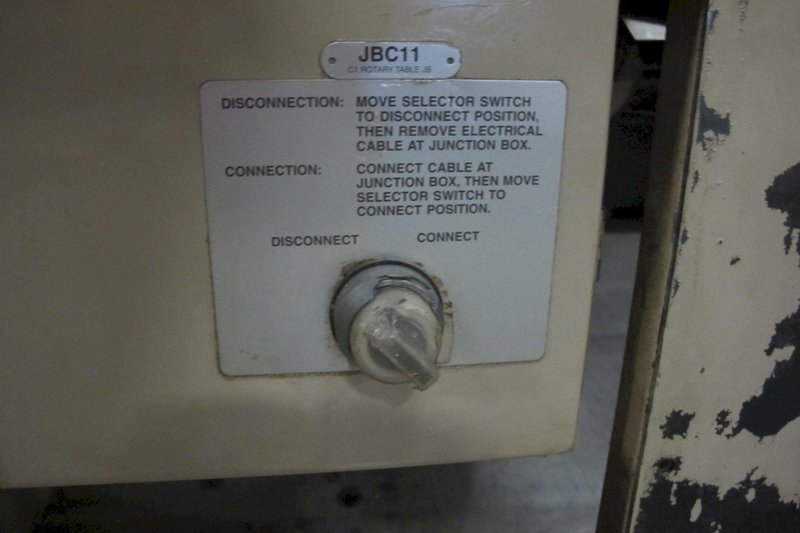 JBC11
C1 ROTARY TABLE JB
DISCONNECTION: MOVE SELECTOR SWITCH
TO DISCONNECT POSITION,
THEN REMOVE ELECTRICAL
CABLE AT JUNCTION BOX.
CONNECTION: CONNECT CABLE AT
JUNCTION BOX, THEN MOVE
SELECTOR SWITCH TO
CONNECT POSITION.
DISCONNECT CONNECT